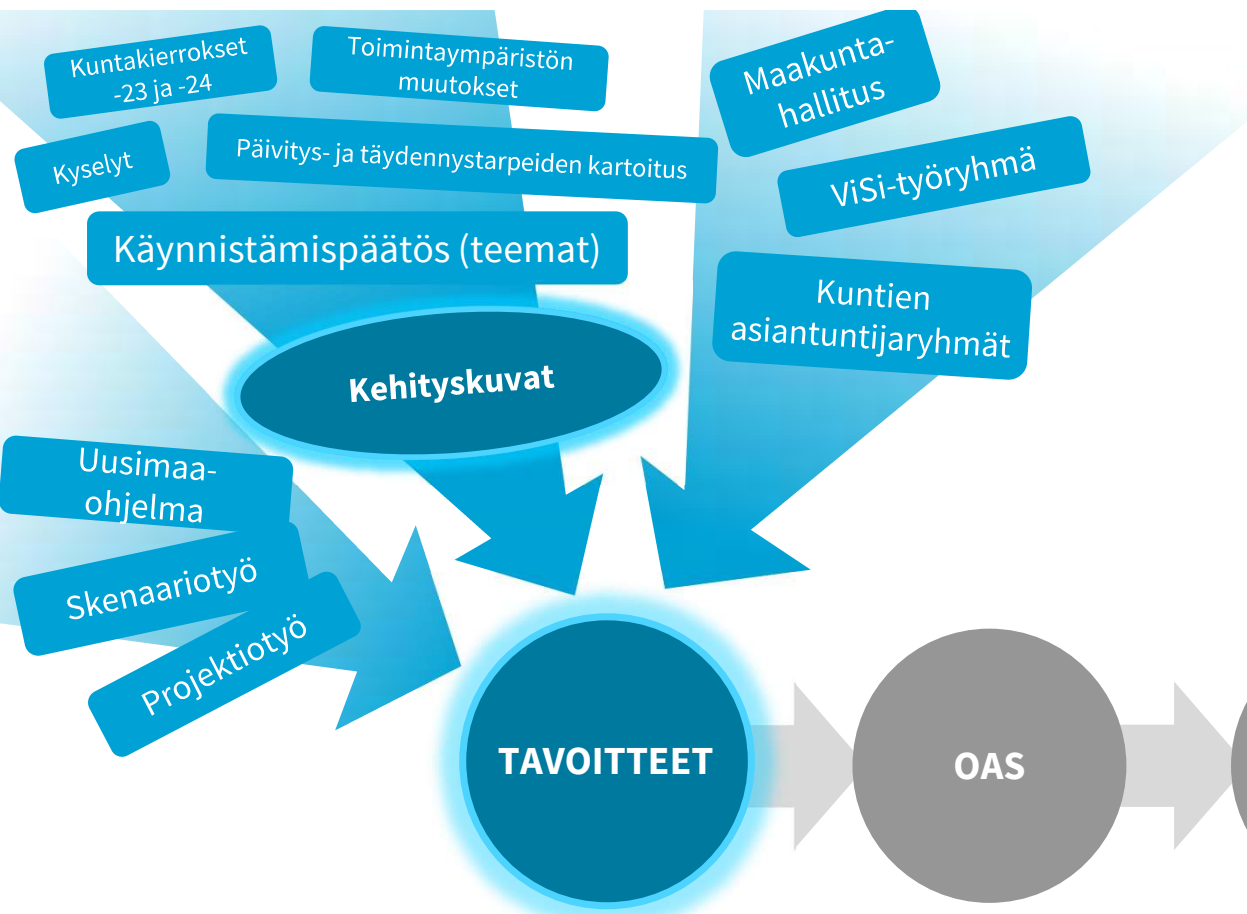 Kuntakierrokset
-23 ja -24
Toimintaympäristön
muutokset
Maakunta-
hallitus
Kyselyt
Päivitys- ja täydennystarpeiden kartoitus
ViSi-työryhmä
Käynnistämispäätös (teemat)
Kuntien
asiantuntijaryhmät
Kehityskuvat
Uusimaa-
ohjelma
Skenaariotyö
Projektiotyö
TAVOITTEET
OAS